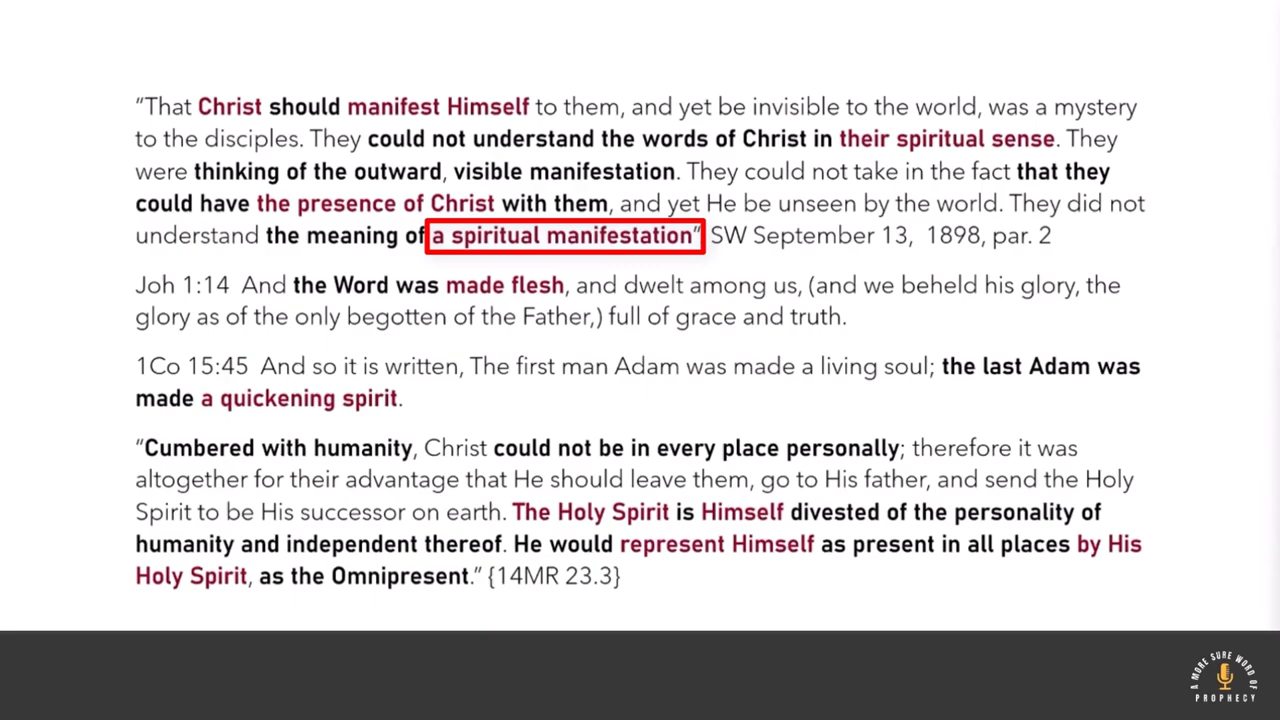 “That Christ should manifest Himself to them, and yet be invisible to the world, was a mystery
to the disciples. They could not understand the words of Christ in their spiritual sense. They
were thinking of the outward, visible manifestation. They could not take in the fact that they
could have the presence of Christ with them, and yet He be unseen by the world. They did not
understand the meaning of a spiritual manifestation” SW September 13, 1898, par. 2
Joh 1:14 And the Word was made flesh, and dwelt among us, (and we beheld his glory, the
glory as of the only begotten of the Father,) full of grace and truth.
1Co 15:45 And so it is written, The first man Adam was made a living soul; the last Adam was
made a quickening spirit.
“Cumbered with humanity, Christ could not be in every place personally; therefore it was
altogether for their advantage that He should leave them, go to His father, and send the Holy
Spirit to be His successor on earth. The Holy Spirit is Himself divested of the personality of
humanity and independent thereof. He would represent Himself as present in all places by His
Holy Spirit, as the Omnipresent.” {14MR 23.3}
A MORE SURE WORD OF
PROPHECY